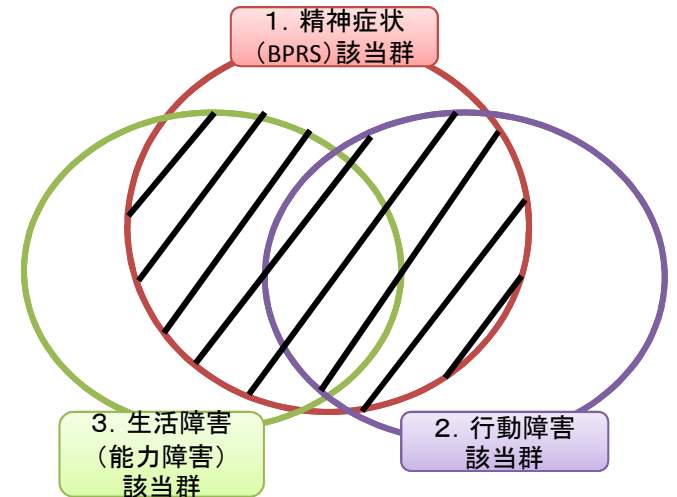 １．精神症状
（BPRS）該当群
３．生活障害
（能力障害）
該当群
２．行動障害
該当群